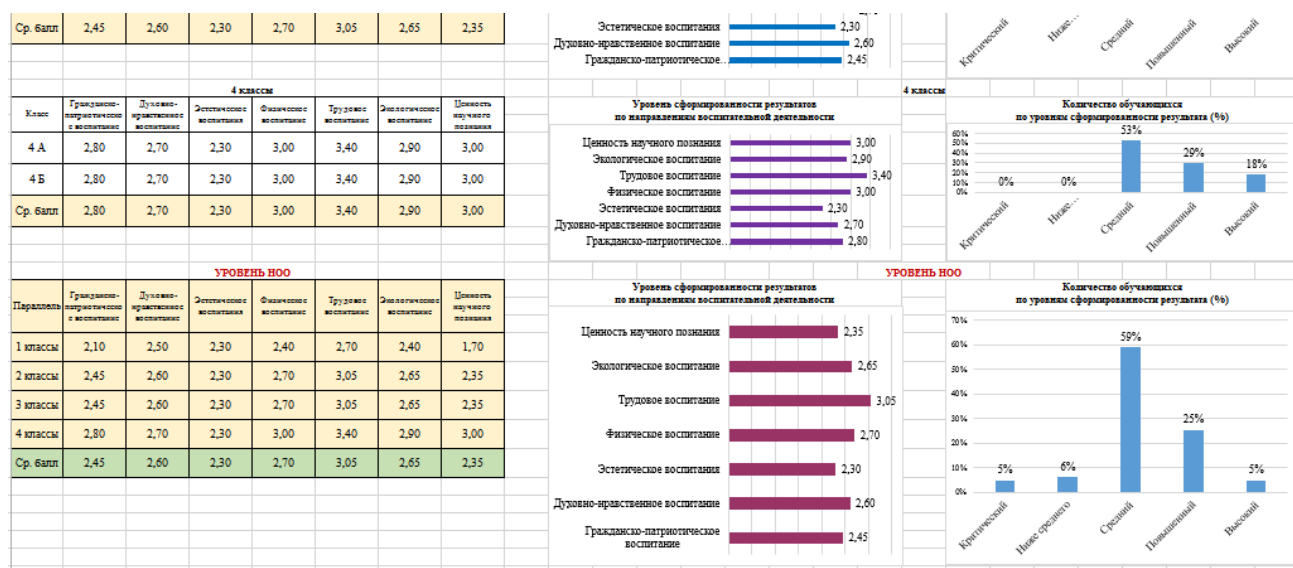 Ср. балл 2,45 2,60 2,30 2,70 3,05 2,65 2,35
Эстетическое воспитания 2,30
Духовно-нравственное воспитание 2,60
Гражданско-патриотическое… 2,45
Критический Ниже… Средний Повышенный Высокий
4 классы
Класс Гражданско-патриотическое воспитание Духовно-нравственное воспитание Эстетическое воспитания Физическое воспитание Трудовое воспитание Экологическое воспитание Ценность научного познания
4 А 2,80 2,70 2,30 3,00 3,40 2,90 3,00
4 Б 2,80 2,70 2,30 3,00 3,40 2,90 3,00
Ср. балл 2,80 2,70 2,30 3,00 3,40 2,90 3,00
4 классы
Уровень сформированности результатов
по направлениям воспитательной деятельности
Ценность научного познания 3,00
Экологическое воспитание 2,90
Трудовое воспитание 3,40
Физическое воспитание 3,00
Эстетическое воспитания 2,30
Духовно-нравственное воспитание 2,70
Гражданско-патриотическое… 2,80
Количество обучающихся
по уровням сформированности результата (%)
60%
50%
40%
30%
20%
10%
0%
0% 0% 53% 29% 18%
Критический Ниже… Средний Повышенный Высокий
УРОВЕНЬ НОО
Параллель Гражданско-патриотическое воспитание Духовно-нравственное воспитание Эстетическое воспитания Физическое воспитание Трудовое воспитание Экологическое воспитание Ценность научного познания
1 классы 2,10 2,50 2,30 2,40 2,70 2,40 1,70
2 классы 2,45 2,60 2,30 2,70 3,05 2,65 2,35
3 классы 2,45 2,60 2,30 2,70 3,05 2,65 2,35
4 классы 2,80 2,70 2,30 3,00 3,40 2,90 3,00
Ср. балл 2,45 2,60 2,30 2,70 3,05 2,65 2,35
УРОВЕНЬ НОО
Уровень сформированности результатов
по направлениям воспитательной деятельности
Ценность научного познания 2,35
Экологическое воспитание 2,65
Трудовое воспитание 3,05
Физическое воспитание 2,70
Эстетическое воспитания 2,30
Духовно-нравственное воспитание 2,60
Гражданско-патриотическое
воспитание 2,45
Количество обучающихся
по уровням сформированности результата (%)
70%
60%
50%
40%
30%
20%
10%
0%
5% 6% 59% 25% 5%
Критический Ниже среднего Средний Повышенный Высокий